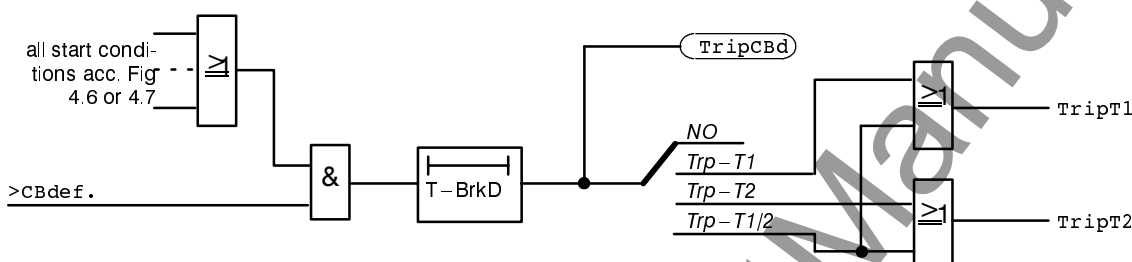 all start condi-
tions acc. Fig
4.6 or 4.7
≥1
>CBdef.
&
T–BrkD
TripCBd
NO
Trp–T1
Trp–T2
Trp–T1/2
≥1
TripT1
≥1
TripT2
Manu